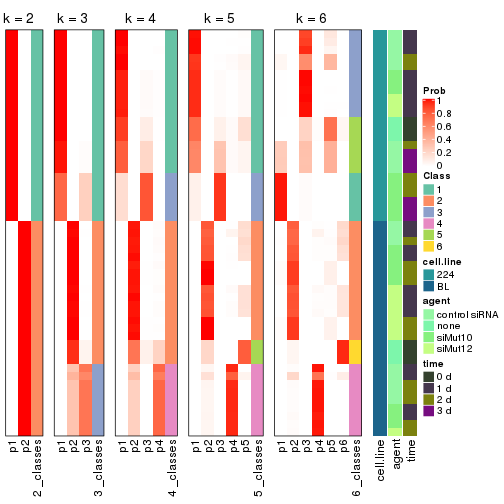 k = 2 k = 3 k = 4 k = 5 k = 6
Prob
1
0.8
0.6
0.4
0.2
0
Class
1
2
3
4
5
6
cell.line
224
BL
agent
control siRNA
none
siMut10
siMut12
time
0 d
1 d
2 d
3 d
p1 p2 2_classes p1 p2 p3 3_classes p1 p2 p3 p4 4_classes p1 p2 p3 p4 p5 5_classes p1 p2 p3 p4 p5 p6 6_classes cell.line agent time